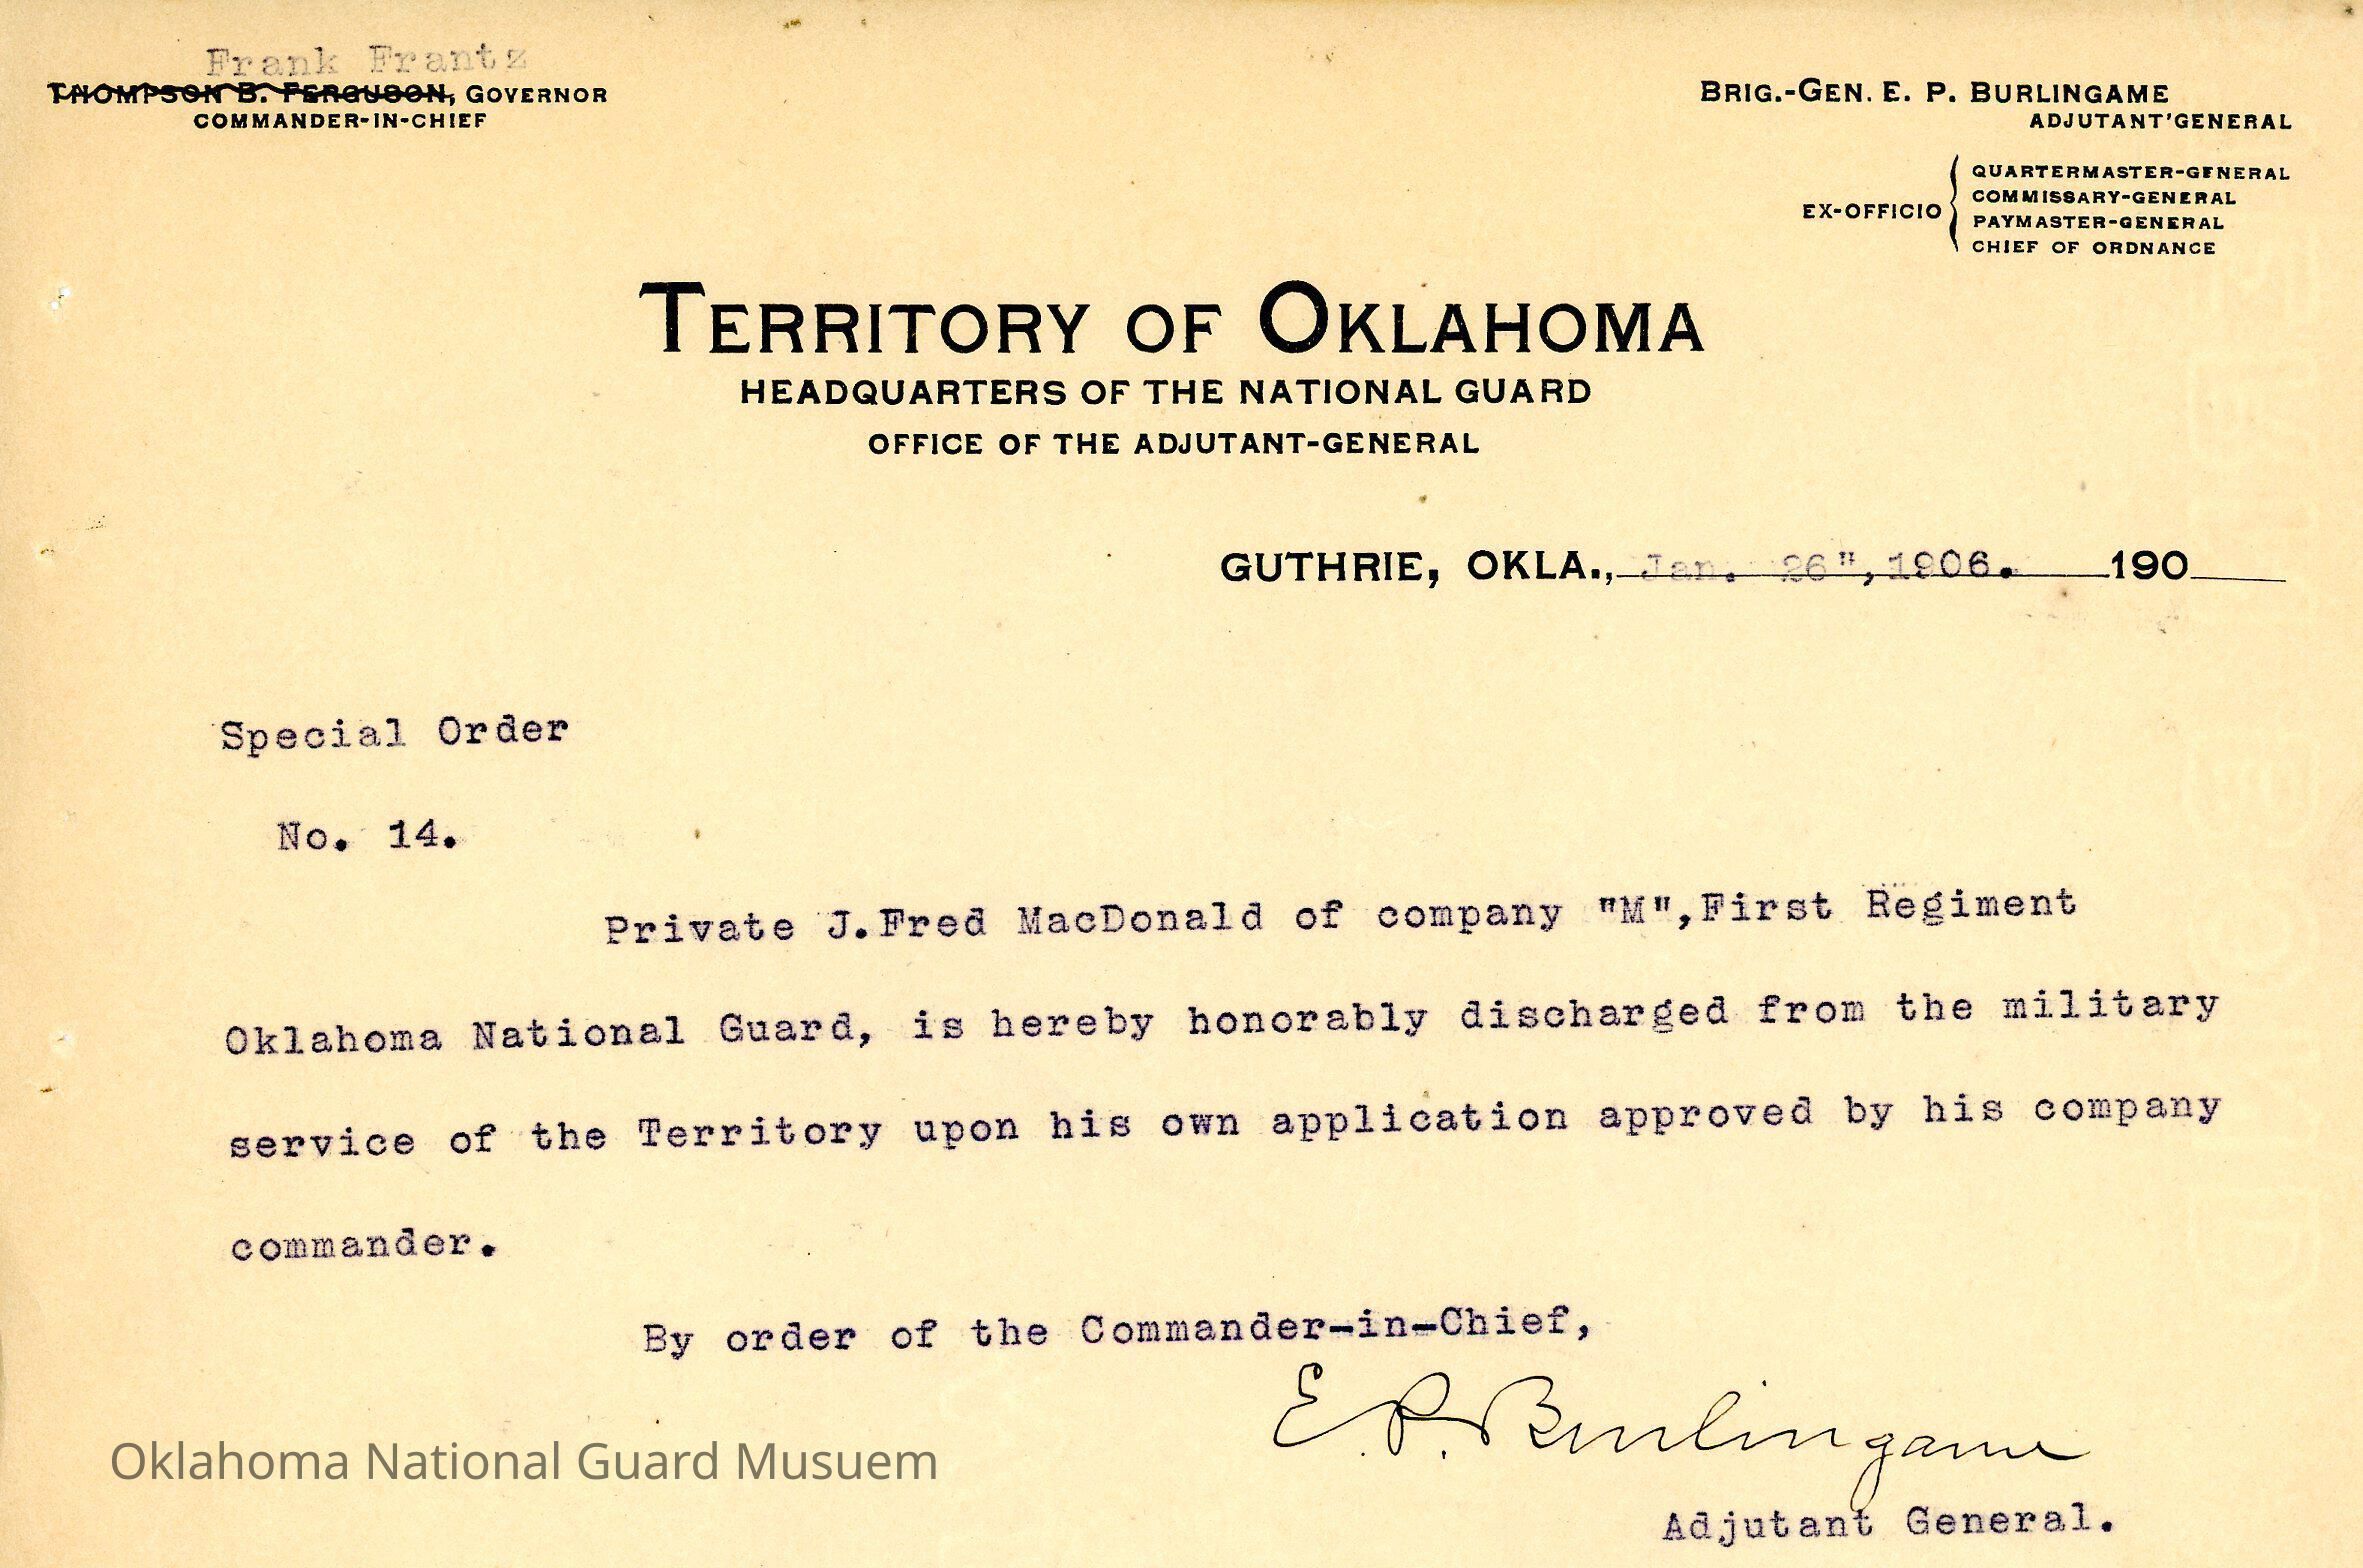 Frank Frantz
THOMPSON B. FERGUSON, GOVERNOR
COMMANDER-IN-CHIEF
BRIG.-GEN. E. P. BURLINGAME
ADJUTANT'GENERAL
EX-OFFICIO
QUARTERMASTER-GENERAL
COMMISSARY-GENERAL
PAYMASTER-GENERAL
CHIEF OF ORDNANCE
TERRITORY OF OKLAHOMA
HEADQUARTERS OF THE NATIONAL GUARD
OFFICE OF THE ADJUTANT-GENERAL
GUTHRIE, OKLA., Jan. 26", 1906. 190
Special Order
No. 14.
Private J.Fred MacDonald of company "M",First Regiment
Oklahoma National Guard, is hereby honorably discharged from the military
service of the Territory upon his own application approved by his company
commander.
By order of the Commander-in-Chief,
E. P. Burlingame
Adjutant General.
Oklahoma National Guard Musuem